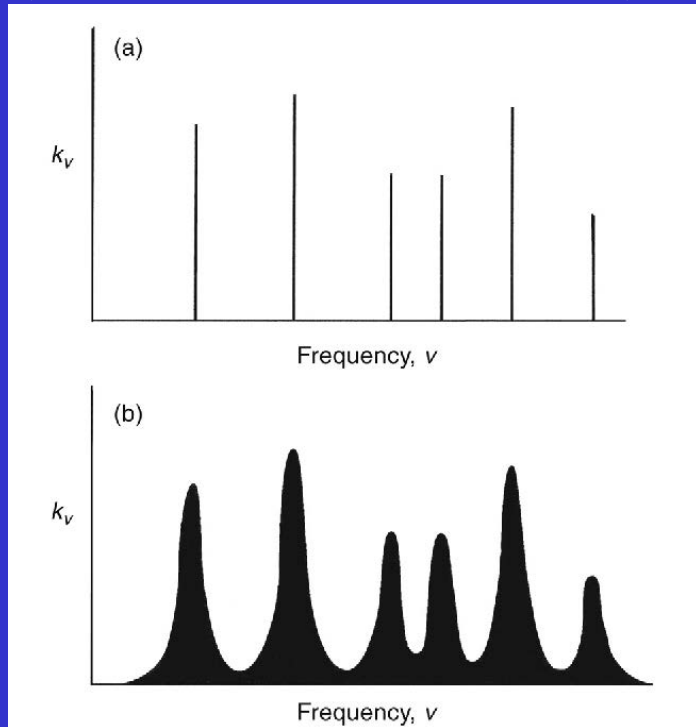 (a)
kν
Frequency, ν
(b)
kν
Frequency, ν